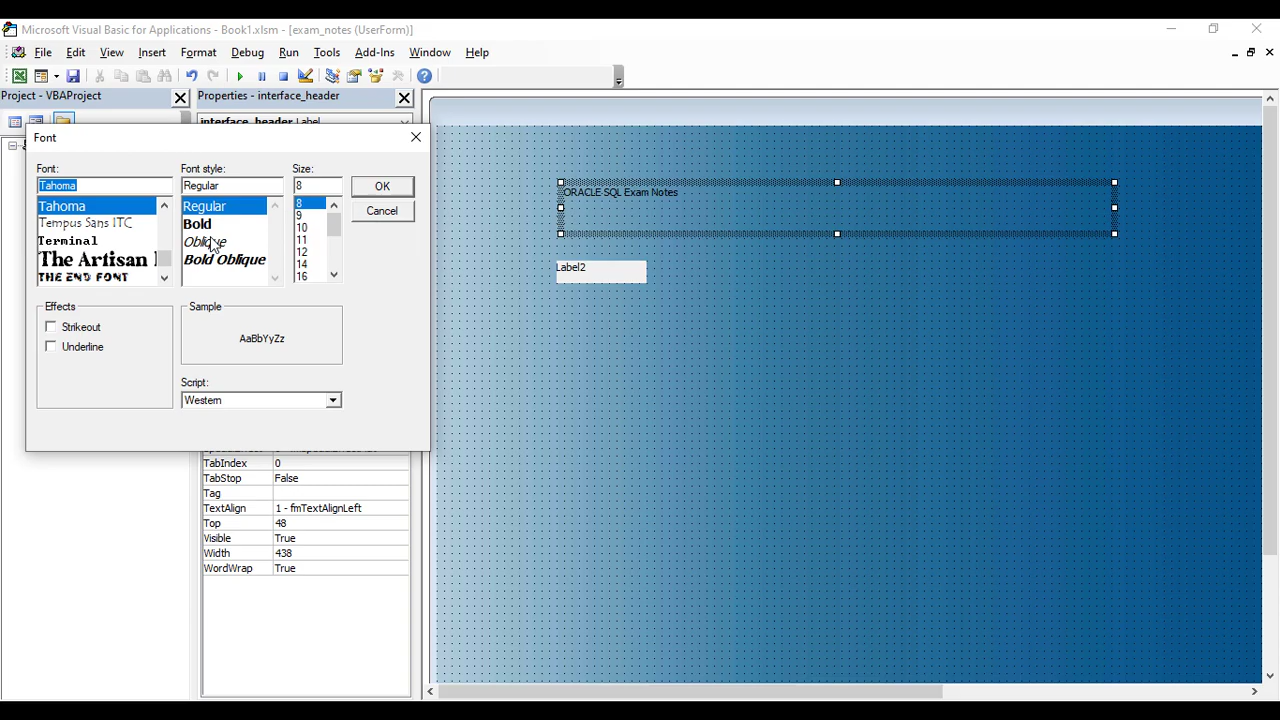 Microsoft Visual Basic for Applications - Book1.xlsm - [exam_notes (UserForm)]
File Edit View Insert Format Debug Run Tools Add-Ins Window Help
Project - VBAProject
Properties - interface_header
interface_header Label
Font
Font: Font style: Size:
Tahoma Regular 8 OK
Tahoma Regular 8
Tempus Sans ITC Bold 9 Cancel
Terminal Oblique 10
The Artisan Bold Oblique 11
THE END FONT 12
14
16
Effects Sample
Strikeout
Underline AaBbYyZz
Script:
Western
TabIndex 0
TabStop False
Tag
TextAlign 1 - fmTextAlignLeft
Top 48
Visible True
Width 438
WordWrap True
ORACLE SQL Exam Notes
Label2